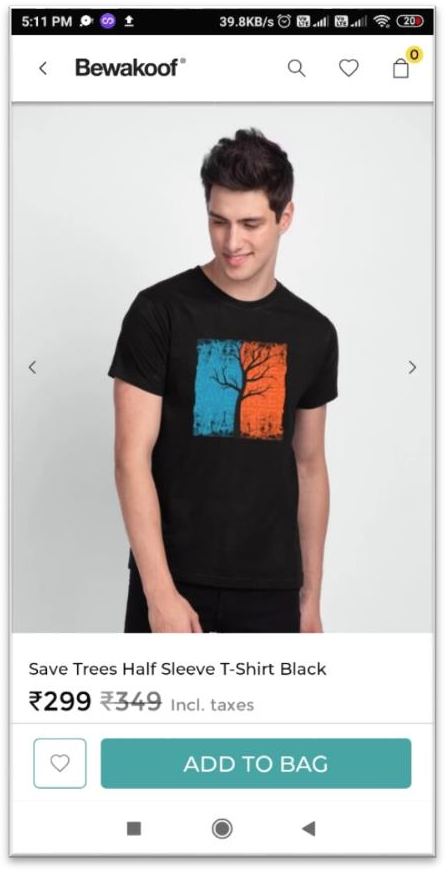 5:11 PM 39.8KB/s 20
Bewakoof®
0
Save Trees Half Sleeve T-Shirt Black
₹299 ₹349 Incl. taxes
ADD TO BAG